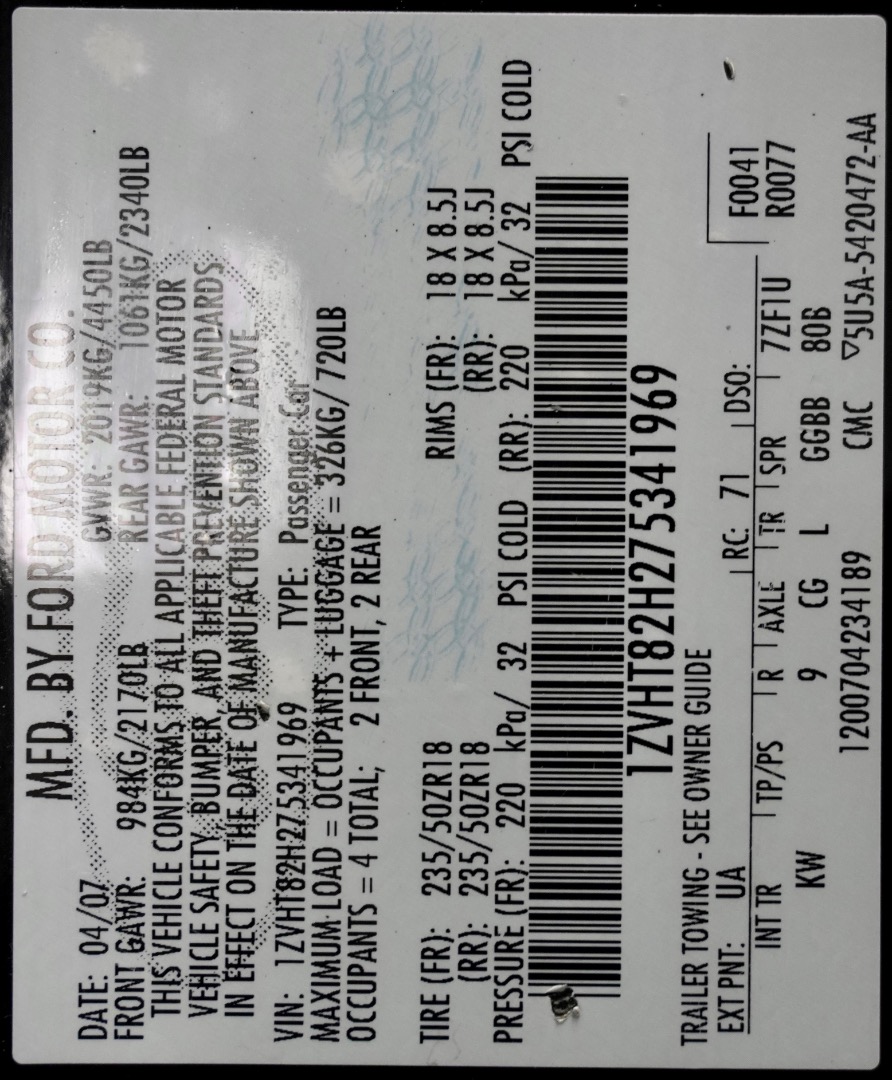 MFD. BY FORD MOTOR CO.
DATE: 04/07 GVWR: 2019KG/4450LB
FRONT GAWR: 984KG/2170LB REAR GAWR: 1061KG/2340LB
THIS VEHICLE CONFORMS TO ALL APPLICABLE FEDERAL MOTOR
VEHICLE SAFETY, BUMPER, AND THEFT PREVENTION STANDARDS
IN EFFECT ON THE DATE OF MANUFACTURE SHOWN ABOVE
VIN: 1ZVHT82H275341969 TYPE: Passenger Car
MAXIMUM LOAD = OCCUPANTS + LUGGAGE = 326KG/ 720LB
OCCUPANTS = 4 TOTAL; 2 FRONT, 2 REAR
TIRE (FR): 235/50ZR18 RIMS (FR): 18 X 8.5J
(RR): 235/50ZR18 (RR): 18 X 8.5J
PRESSURE (FR): 220 kPa/ 32 PSI COLD (RR): 220 kPa/ 32 PSI COLD
1ZVHT82H275341969
TRAILER TOWING - SEE OWNER GUIDE
EXT PNT: UA RC: 71 DSO: F0041
R0077
INT TR TP/PS R AXLE TR SPR 7ZF1U
KW 9 CG L GGBB 80B
1200704234189 CMC ▽5U5A-5420472-AA